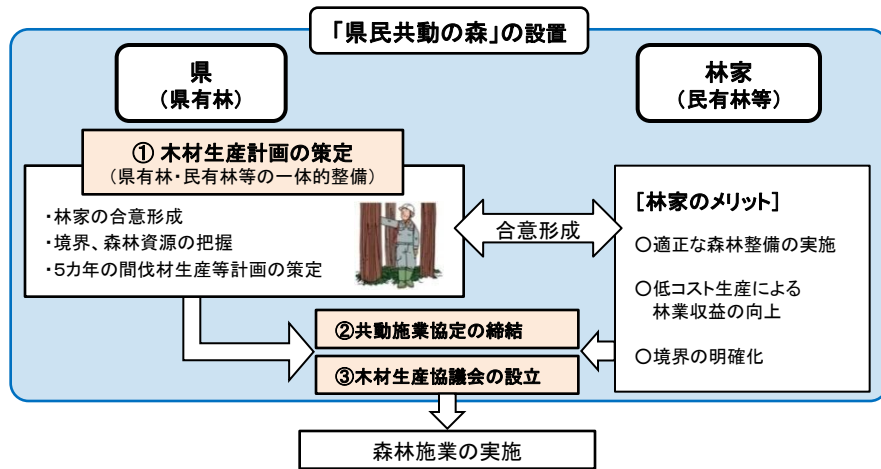 「県民共動の森」の設置
県
（県有林）
林家
（民有林等）
① 木材生産計画の策定
（県有林・民有林等の一体的整備）
・林家の合意形成
・境界、森林資源の把握
・5カ年の間伐材生産等計画の策定
合意形成
［林家のメリット］
○適正な森林整備の実施
○低コスト生産による
林業収益の向上
○境界の明確化
②共動施業協定の締結
③木材生産協議会の設立
森林施業の実施